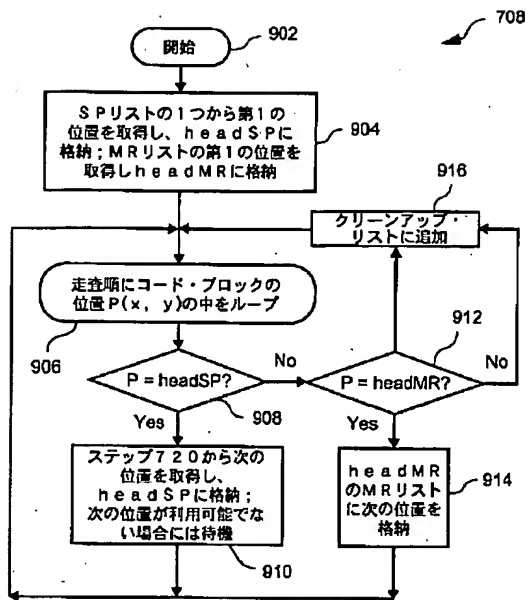 708
開始
902
SPリストの1つから第1の
位置を取得し、headSPに
格納；MRリストの第1の位置を
取得しheadMRに格納
904
916
クリーンアップ・
リストに追加
走査順にコード・ブロックの
位置P(x, y)の中をループ
906
912
P = headSP?
No
P = headMR?
No
908
Yes
Yes
ステップ720から次の
位置を取得し、
headSPに格納；
次の位置が利用可能でな
い場合には待機
910
headMR
のMRリスト
に次の位置を
格納
914